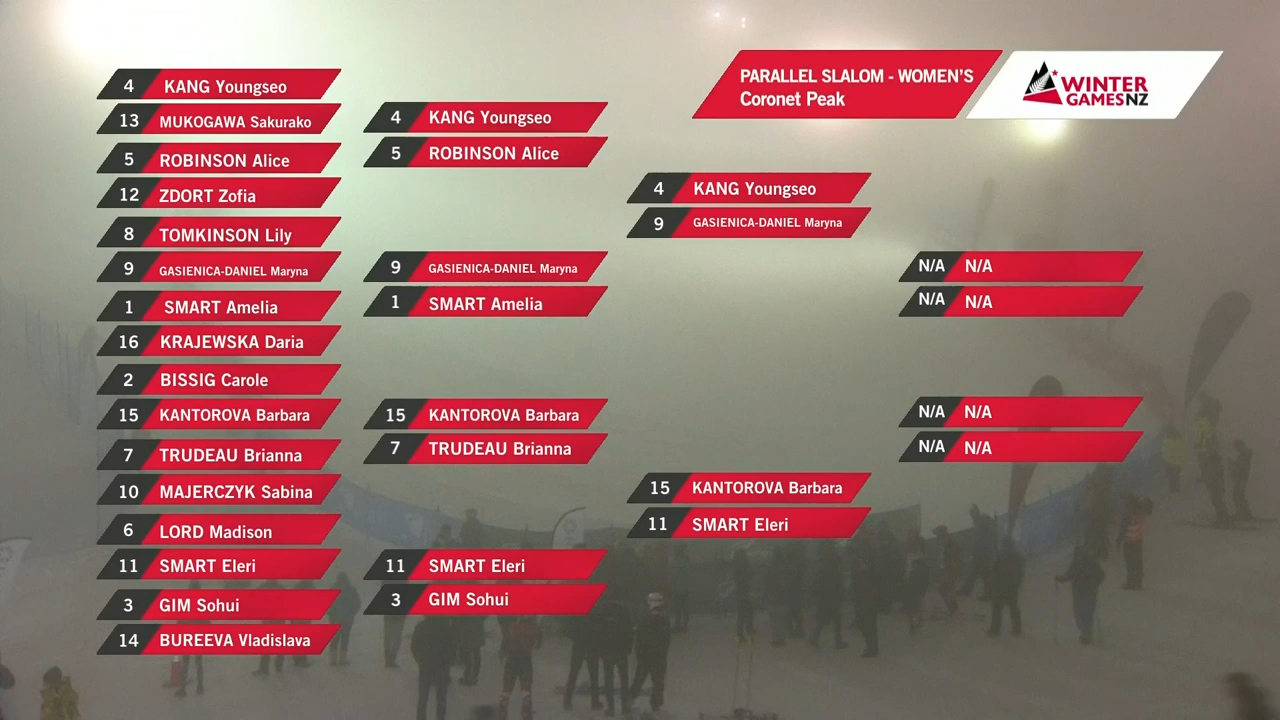 PARALLEL SLALOM - WOMEN'S
Coronet Peak
WINTER
GAMESNZ
4 KANG Youngseo
13 MUKOGAWA Sakurako
5 ROBINSON Alice
12 ZDORT Zofia
8 TOMKINSON Lily
9 GASIENICA-DANIEL Maryna
1 SMART Amelia
16 KRAJEWSKA Daria
2 BISSIG Carole
15 KANTOROVA Barbara
7 TRUDEAU Brianna
10 MAJERCZYK Sabina
6 LORD Madison
11 SMART Eleri
3 GIM Sohui
14 BUREEVA Vladislava
4 KANG Youngseo
5 ROBINSON Alice
9 GASIENICA-DANIEL Maryna
1 SMART Amelia
15 KANTOROVA Barbara
7 TRUDEAU Brianna
11 SMART Eleri
3 GIM Sohui
4 KANG Youngseo
9 GASIENICA-DANIEL Maryna
15 KANTOROVA Barbara
11 SMART Eleri
N/A N/A
N/A N/A
N/A N/A
N/A N/A